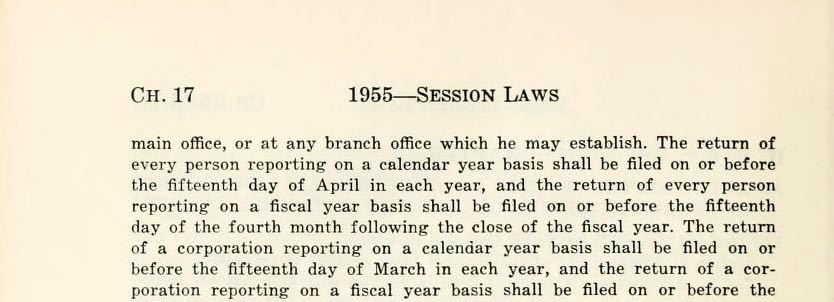 CH. 17 1955—SESSION LAWS
main office, or at any branch office which he may establish. The return of
every person reporting on a calendar year basis shall be filed on or before
the fifteenth day of April in each year, and the return of every person
reporting on a fiscal year basis shall be filed on or before the fifteenth
day of the fourth month following the close of the fiscal year. The return
of a corporation reporting on a calendar year basis shall be filed on or
before the fifteenth day of March in each year, and the return of a cor-
poration reporting on a fiscal year basis shall be filed on or before the